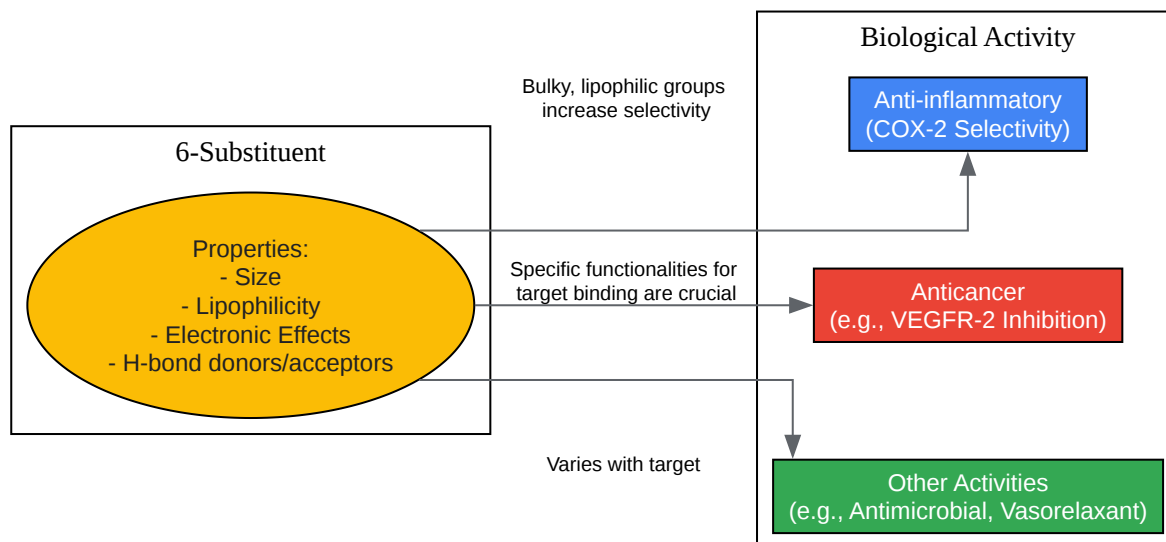 6-Substituent
Properties:
- Size
- Lipophilicity
- Electronic Effects
- H-bond donors/acceptors
Bulky, lipophilic groups
increase selectivity
Specific functionalities for
target binding are crucial
Varies with target
Biological Activity
Anti-inflammatory
(COX-2 Selectivity)
Anticancer
(e.g., VEGFR-2 Inhibition)
Other Activities
(e.g., Antimicrobial, Vasorelaxant)